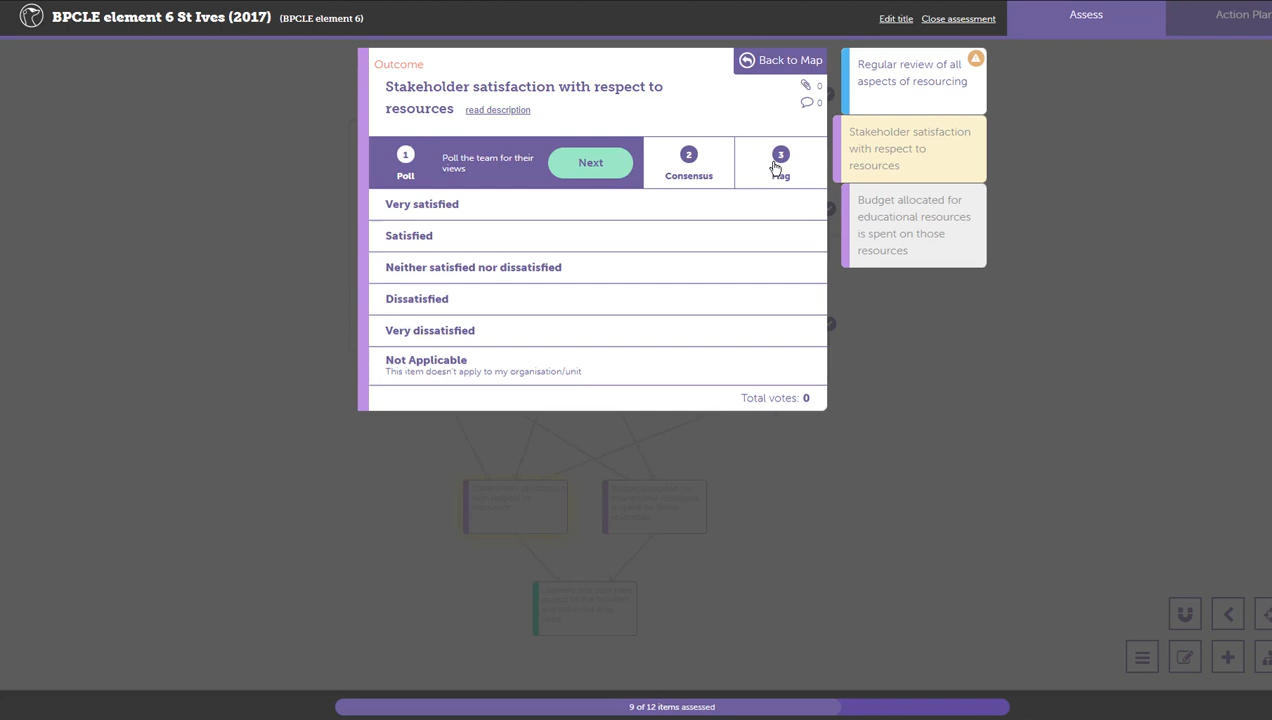 BPCLE element 6 St Ives (2017) (BPCLE element 6)
Edit title
Close assessment
Assess
Action Plan
Outcome
Back to Map
Stakeholder satisfaction with respect to
resources read description
0
0
1
Poll
Poll the team for their
views
Next
2
Consensus
3
Flag
Very satisfied
Satisfied
Neither satisfied nor dissatisfied
Dissatisfied
Very dissatisfied
Not Applicable
This item doesn't apply to my organisation/unit
Total votes: 0
Regular review of all
aspects of resourcing
Stakeholder satisfaction
with respect to
resources
Budget allocated for
educational resources
is spent on those
resources
9 of 12 items assessed